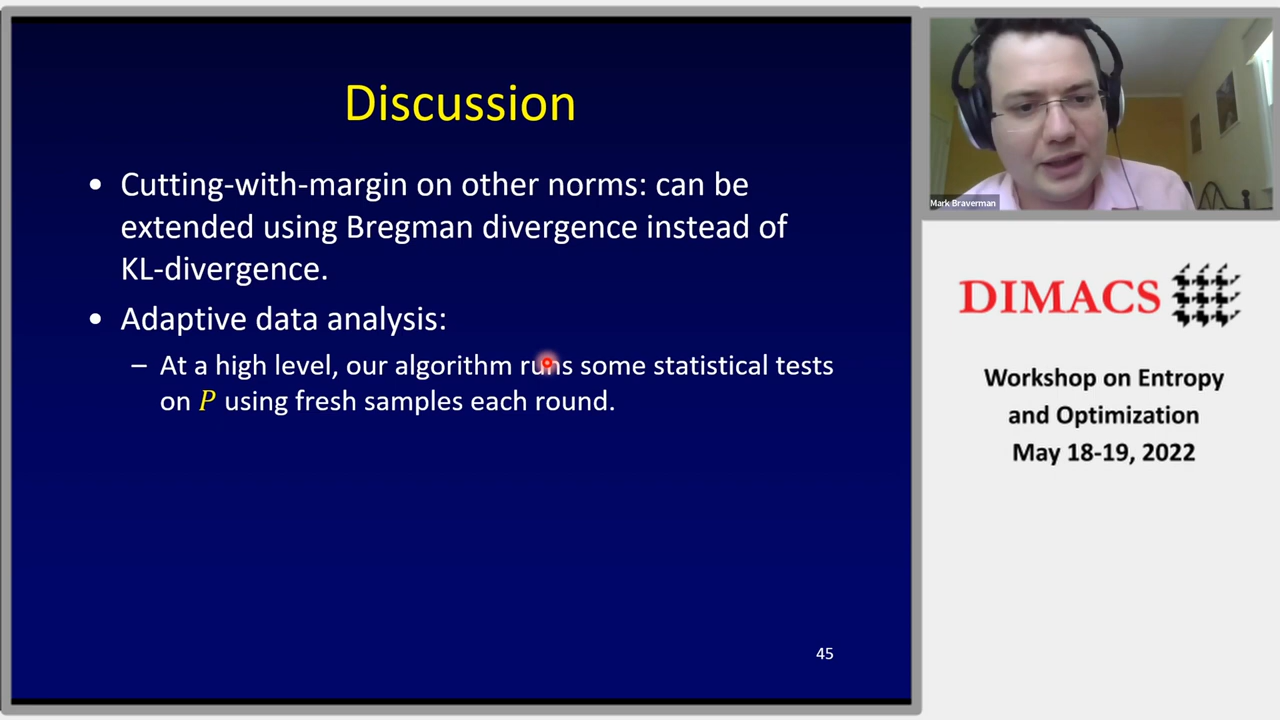 Discussion
• Cutting-with-margin on other norms: can be
extended using Bregman divergence instead of
KL-divergence.
• Adaptive data analysis:
– At a high level, our algorithm runs some statistical tests
on P using fresh samples each round.
45
Mark Braverman
DIMACS
Workshop on Entropy
and Optimization
May 18-19, 2022